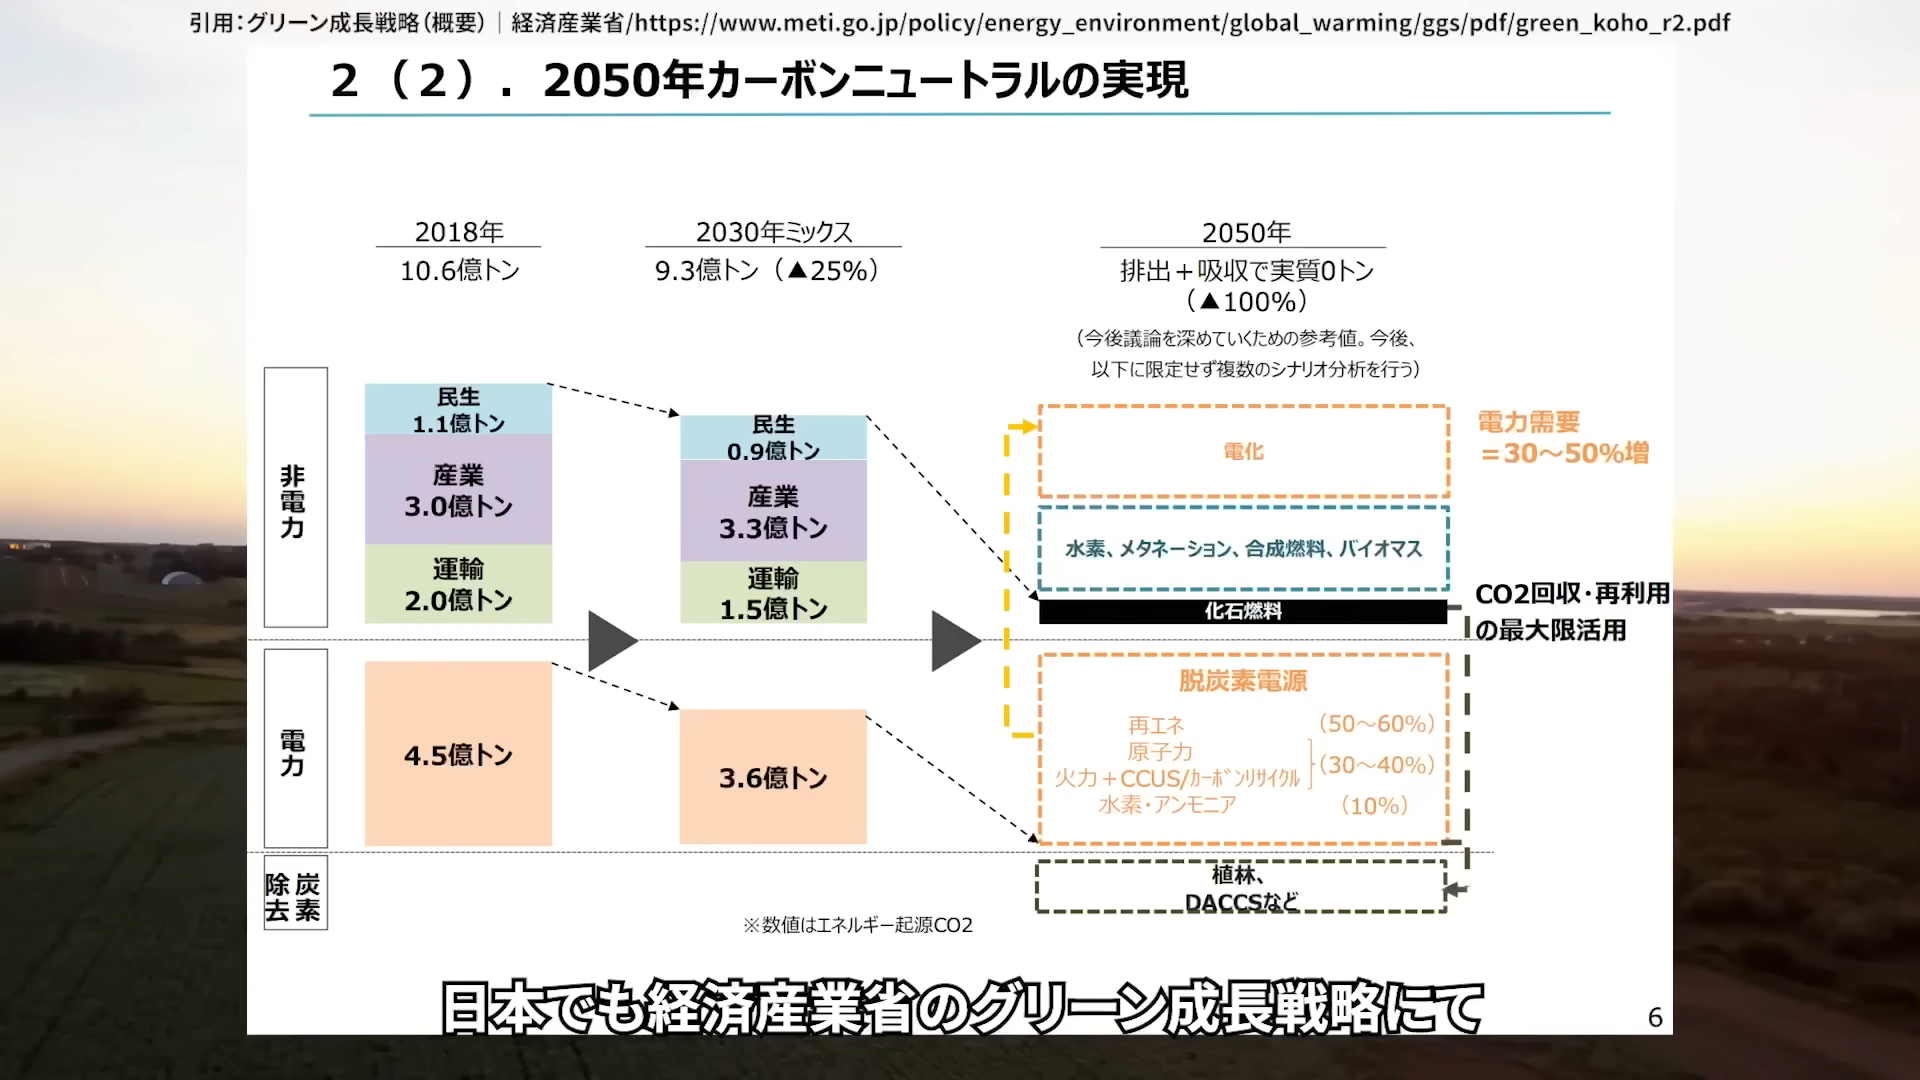 引用：グリーン成長戦略（概要）｜経済産業省/https://www.meti.go.jp/policy/energy_environment/global_warming/ggs/pdf/green_koho_r2.pdf
２（２）．2050年カーボンニュートラルの実現
2018年
10.6億トン
2030年ミックス
9.3億トン（▲25%）
2050年
排出＋吸収で実質0トン
（▲100%）
（今後議論を深めていくための参考値。今後、
以下に限定せず複数のシナリオ分析を行う）
非電力
民生
1.1億トン
産業
3.0億トン
運輸
2.0億トン
民生
0.9億トン
産業
3.3億トン
運輸
1.5億トン
電化
電力需要
＝30～50%増
水素、メタネーション、合成燃料、バイオマス
化石燃料
CO2回収・再利用
の最大限活用
電力
4.5億トン
3.6億トン
脱炭素電源
再エネ （50～60%）
原子力
火力＋CCUS/ｶｰﾎﾞﾝﾘｻｲｸﾙ （30～40%）
水素・アンモニア （10%）
炭素除去
植林、
DACCSなど
※数値はエネルギー起源CO2
日本でも経済産業省のグリーン成長戦略にて
6